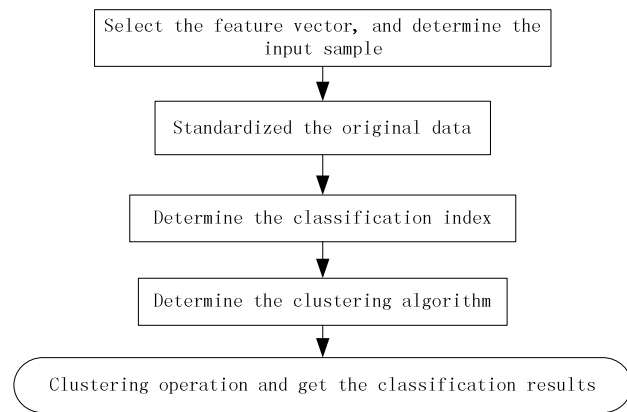 Select the feature vector, and determine the
input sample
Standardized the original data
Determine the classification index
Determine the clustering algorithm
Clustering operation and get the classification results